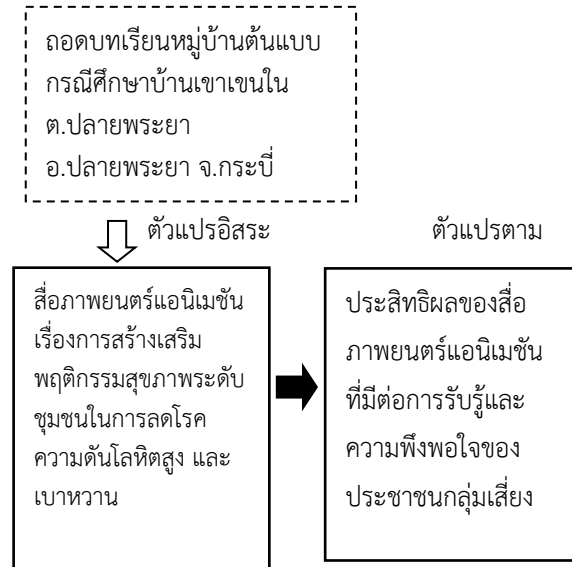 ถอดบทเรียนหมู่บ้านต้นแบบ
กรณีศึกษาบ้านเขาเขนใน
ต.ปลายพระยา
อ.ปลายพระยา จ.กระบี่
ตัวแปรอิสระ
ตัวแปรตาม
สื่อภาพยนตร์แอนิเมชัน
เรื่องการสร้างเสริม
พฤติกรรมสุขภาพระดับ
ชุมชนในการลดโรค
ความดันโลหิตสูง และ
เบาหวาน
ประสิทธิผลของสื่อ
ภาพยนตร์แอนิเมชัน
ที่มีต่อการรับรู้และ
ความพึงพอใจของ
ประชาชนกลุ่มเสี่ยง